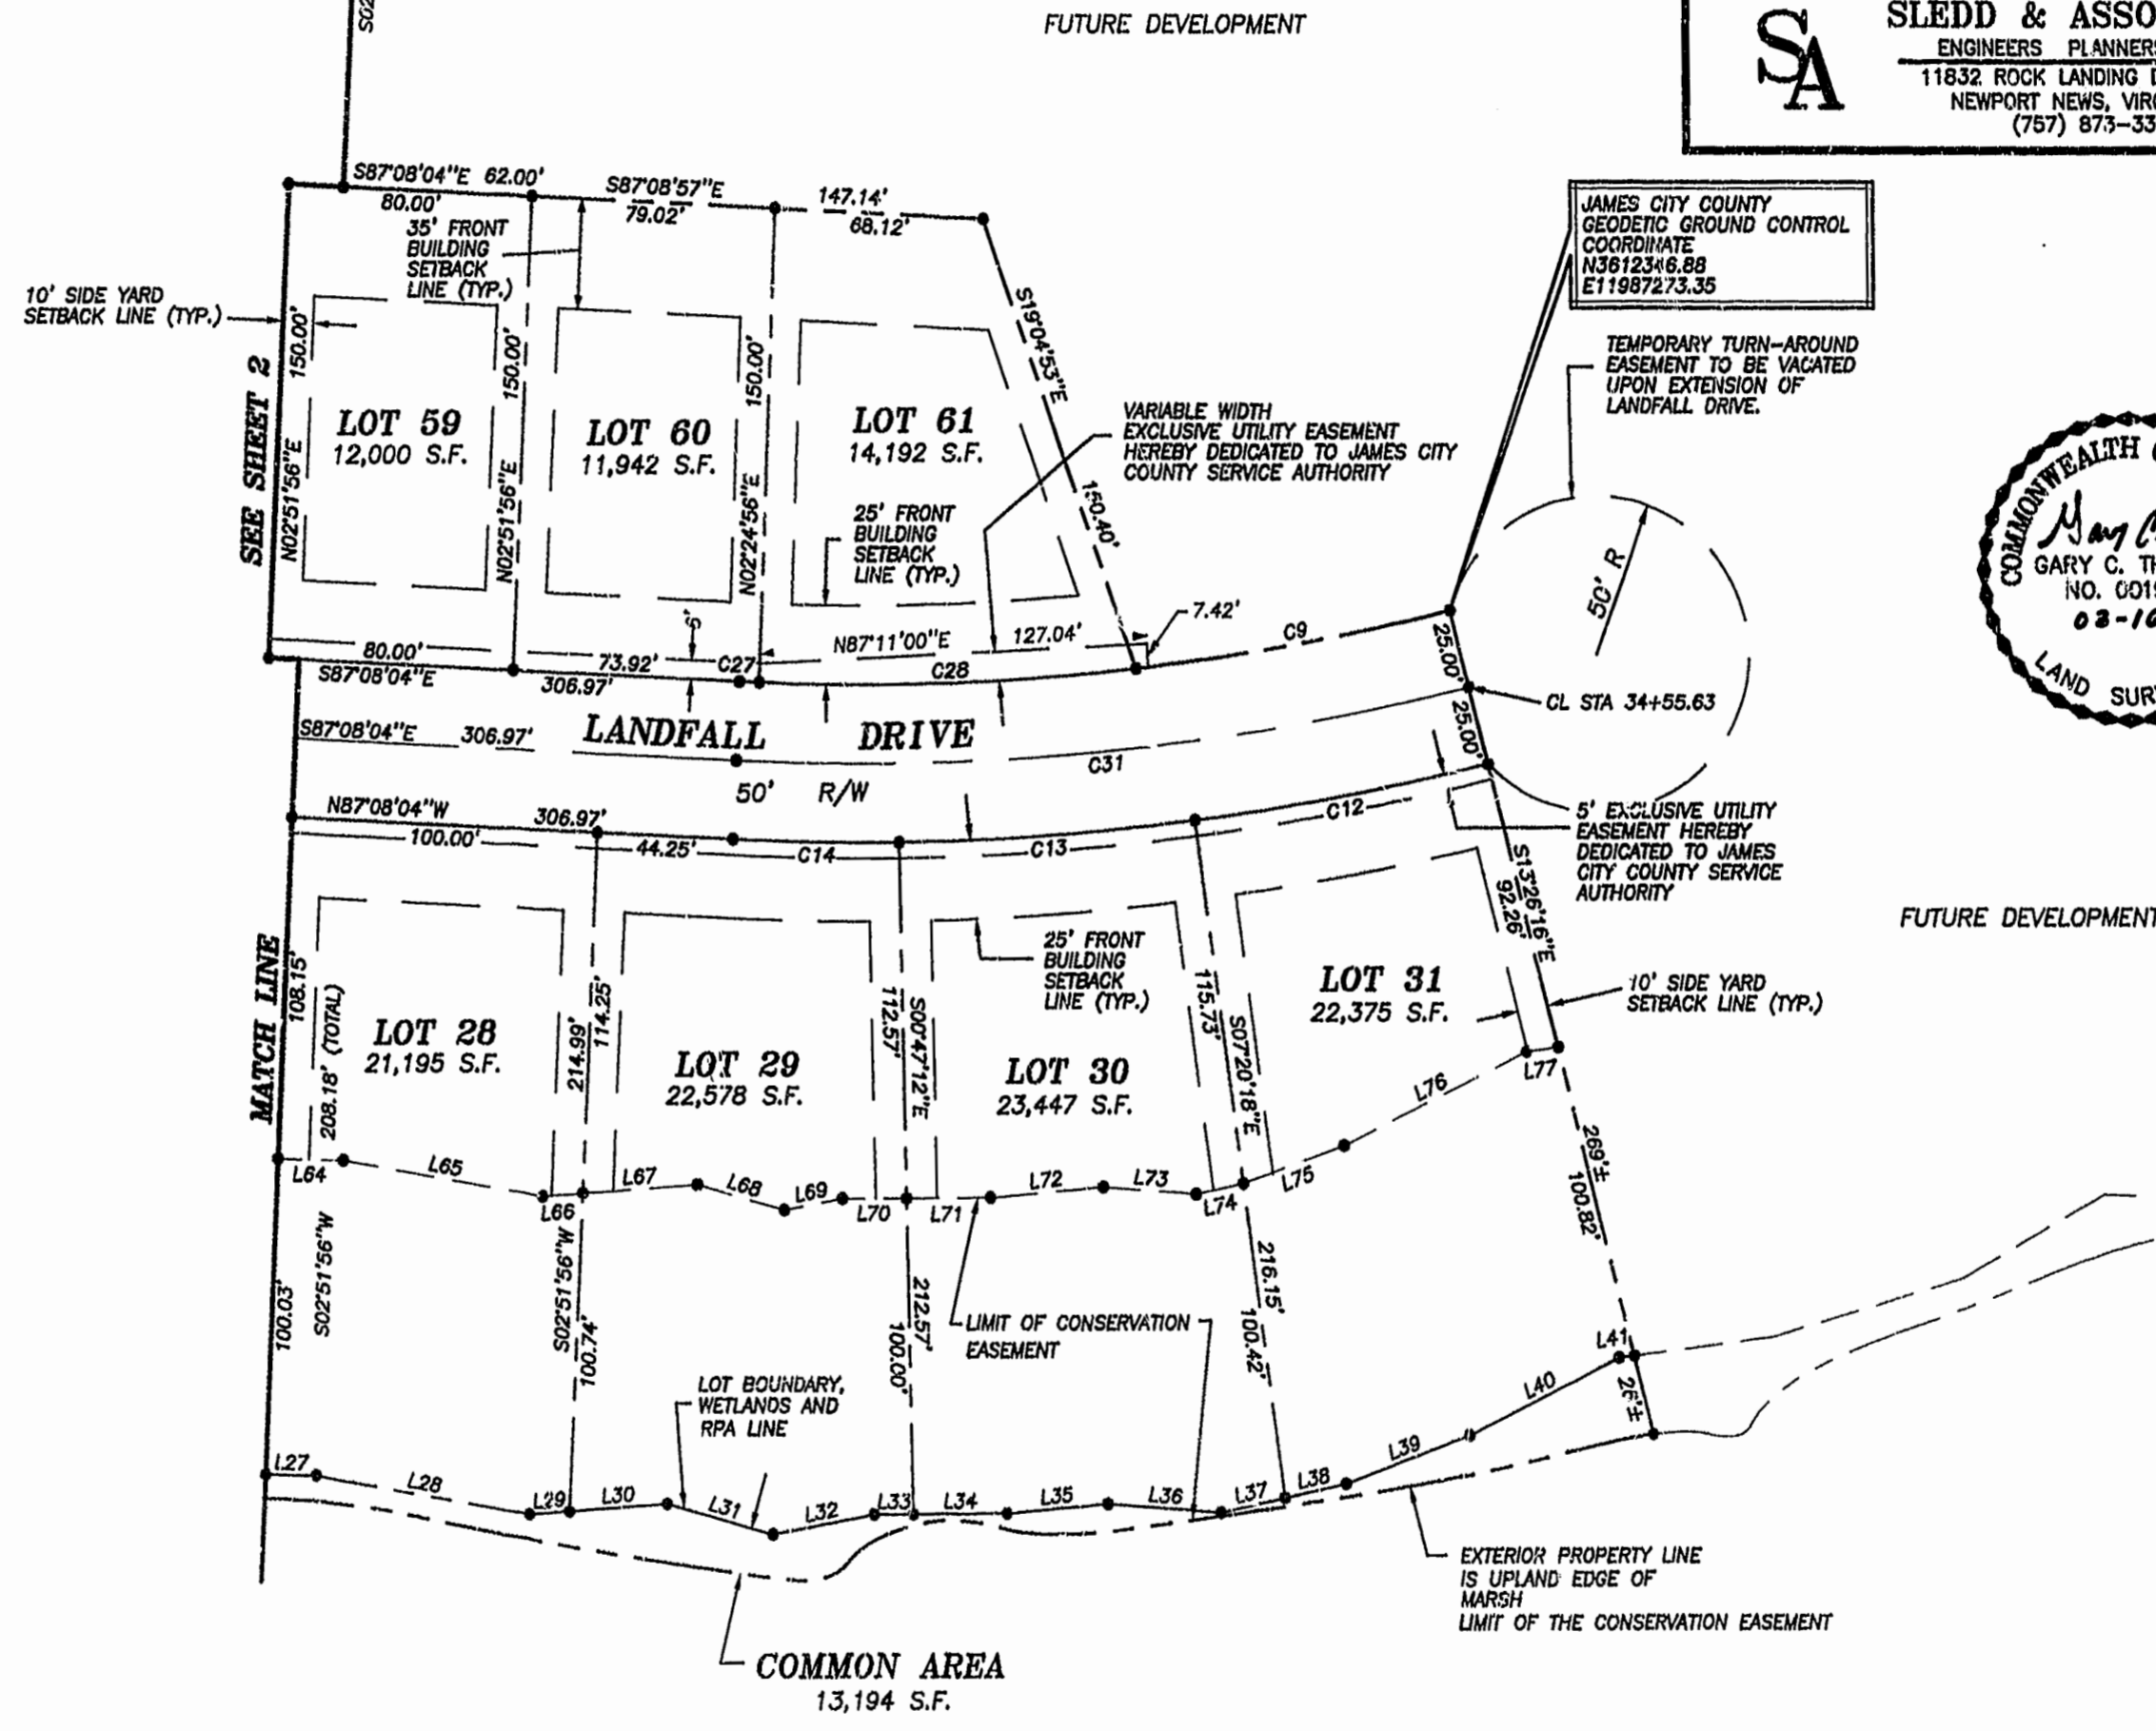 FUTURE DEVELOPMENT
SLEDD & ASSO
ENGINEERS PLANNERS
11832 ROCK LANDING
NEWPORT NEWS, VIR
(757) 873-33
SA
S87°08'04"E 62.00'
80.00'
S87°08'57"E
79.02'
147.14'
68.12'
35' FRONT
BUILDING
SETBACK
LINE (TYP.)
10' SIDE YARD
SETBACK LINE (TYP.)
SEE SHEET 2
150.00'
N02°51'56"E
150.00'
N02°51'56"E
150.00'
N02°24'56"E
S19°04'53"E
150.40'
LOT 59
12,000 S.F.
LOT 60
11,942 S.F.
LOT 61
14,192 S.F.
25' FRONT
BUILDING
SETBACK
LINE (TYP.)
VARIABLE WIDTH
EXCLUSIVE UTILITY EASEMENT
HEREBY DEDICATED TO JAMES CITY
COUNTY SERVICE AUTHORITY
JAMES CITY COUNTY
GEODETIC GROUND CONTROL
COORDINATE
E11987273.35
TEMPORARY TURN-AROUND
EASEMENT TO BE VACATED
UPON EXTENSION OF
LANDFALL DRIVE.
50' R
COMMONWEALTH
GARY C. TH
NO. 001
LAND SUR
80.00'
S87°08'04"E
73.92'
306.97'
5'
C27
N87°11'00"E
127.04'
C28
7.42'
C9
25.00'
25.00'
CL STA 34+55.63
S87°08'04"E 306.97'
LANDFALL DRIVE
50' R/W
C31
N87°08'04"W
306.97'
100.00'
44.25'
C14
C13
C12
5' EXCLUSIVE UTILITY
EASEMENT HEREBY
DEDICATED TO JAMES
CITY COUNTY SERVICE
AUTHORITY
S13°26'16"E
92.26'
FUTURE DEVELOPMENT
MATCH LINE
108.15'
208.18' (TOTAL)
LOT 28
21,195 S.F.
214.99'
114.25'
LOT 29
22,578 S.F.
112.57'
S00°47'12"E
25' FRONT
BUILDING
SETBACK
LINE (TYP.)
LOT 30
23,447 S.F.
115.73'
S07°20'18"E
LOT 31
22,375 S.F.
10' SIDE YARD
SETBACK LINE (TYP.)
L64
L65
L66
L67
L68
L69
L70
L71
L72
L73
L74
L75
L76
L77
269'±
100.82'
100.03'
S02°51'56"W
S02°51'56"W
100.74'
212.57'
100.00'
216.15'
100.42'
LIMIT OF CONSERVATION
EASEMENT
LOT BOUNDARY,
WETLANDS AND
RPA LINE
L27
L28
L29
L30
L31
L32
L33
L34
L35
L36
L37
L38
L39
L40
L41
26'±
EXTERIOR PROPERTY LINE
IS UPLAND EDGE OF
MARSH
LIMIT OF THE CONSERVATION EASEMENT
COMMON AREA
13,194 S.F.